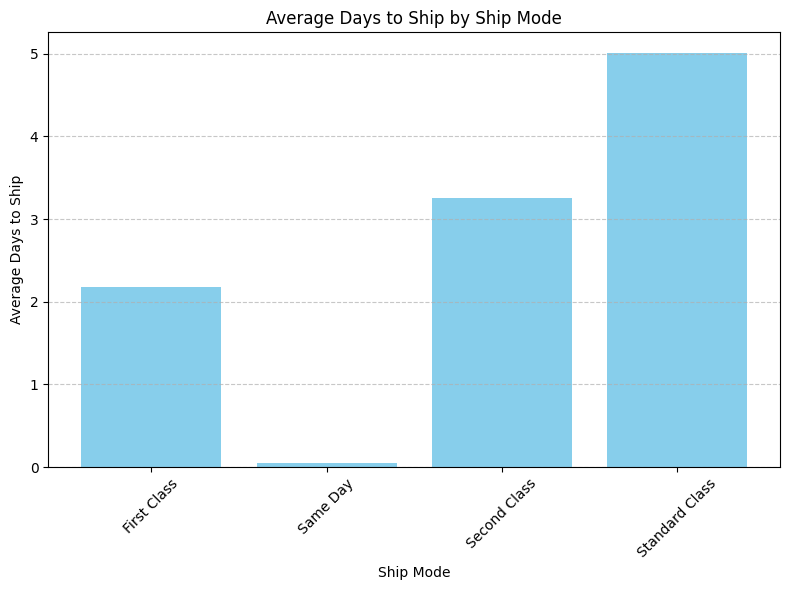 Average Days to Ship by Ship Mode
Average Days to Ship
5
4
3
2
1
0
First Class
Same Day
Second Class
Standard Class
Ship Mode